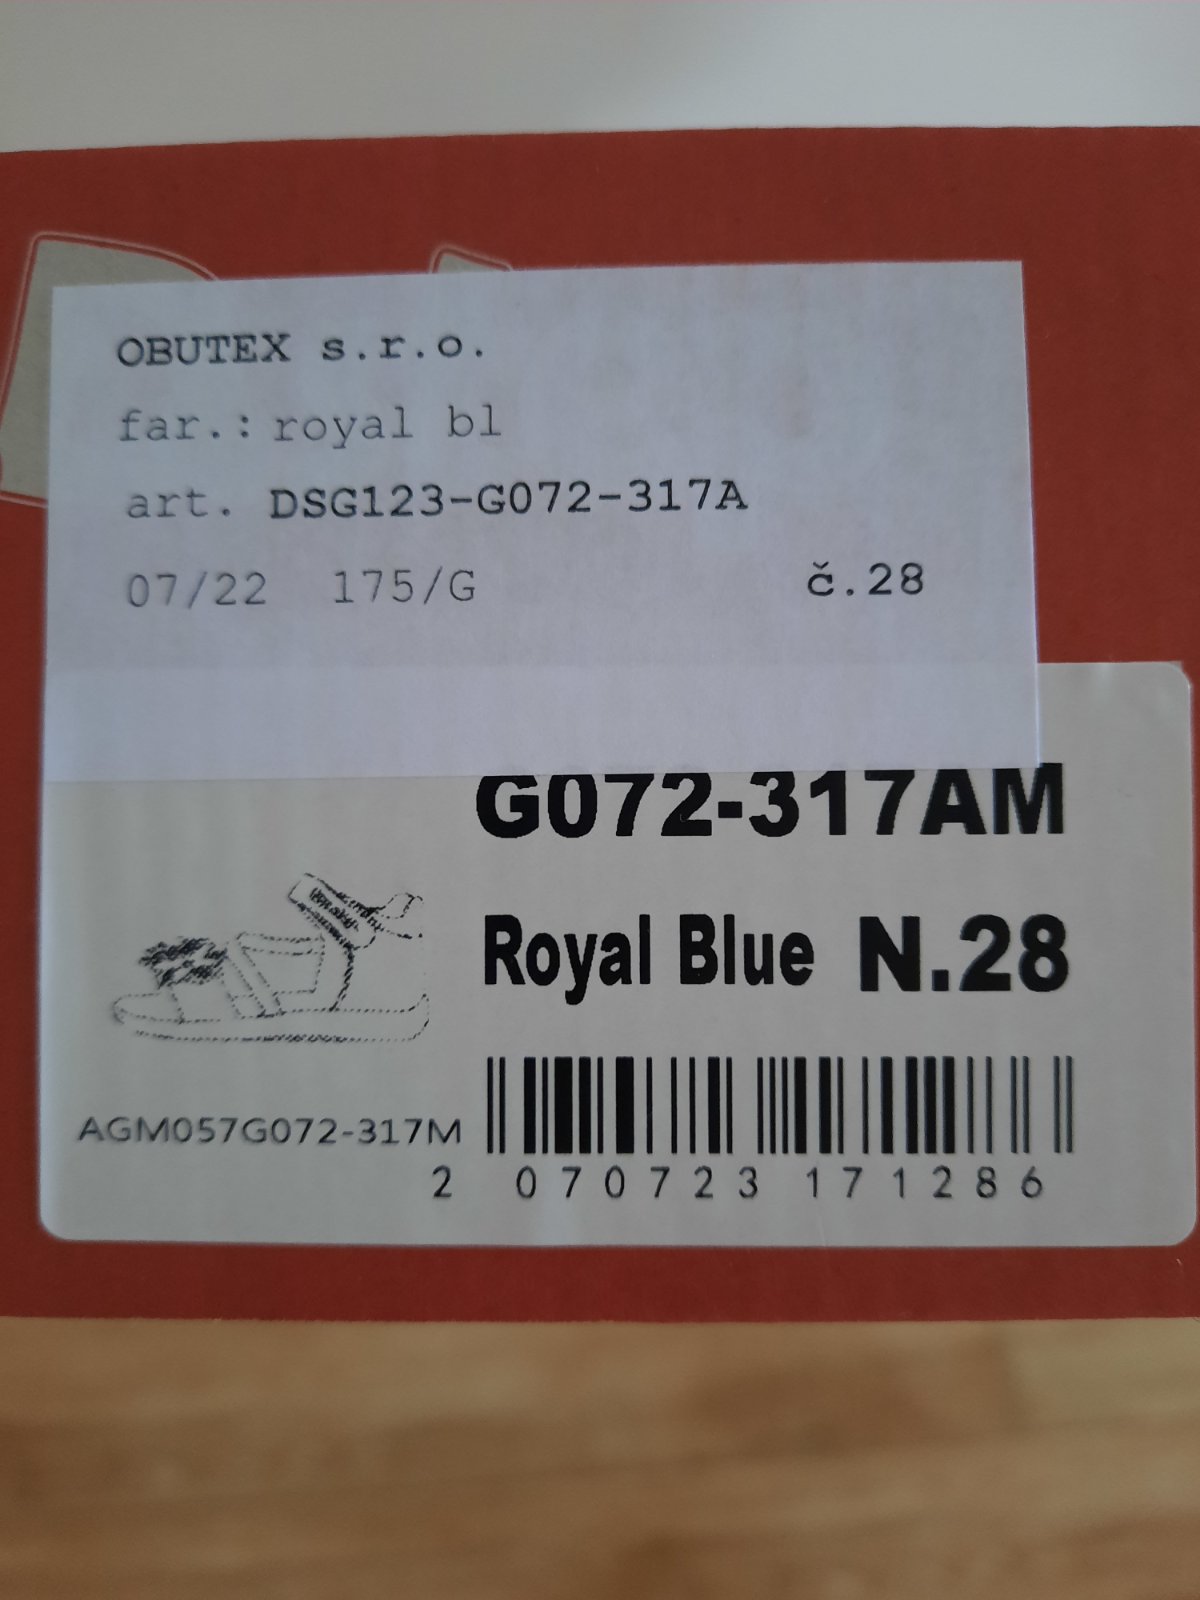 OBUTEX s.r.o.
far.: royal bl
art. DSG123-G072-317A
07/22 175/G č.28
G072-317AM
Royal Blue N.28
AGM057G072-317M
2 070723 171286